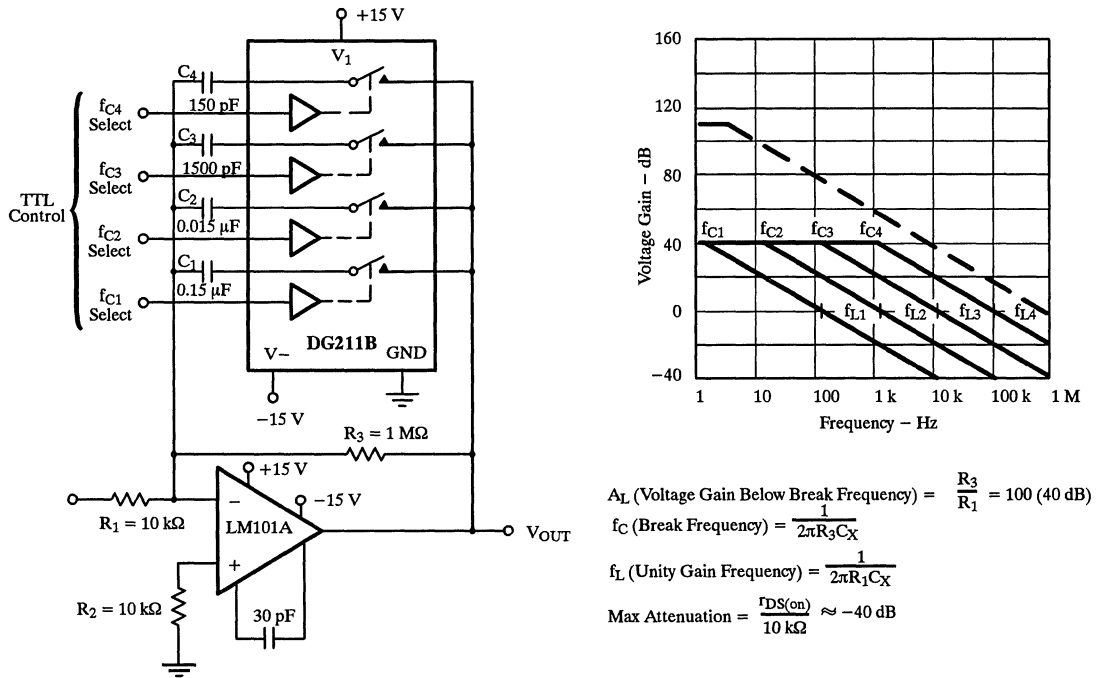 +15 V
V1
C4
150 pF
fC4
Select
C3
1500 pF
fC3
Select
C2
0.015 µF
fC2
Select
C1
0.15 µF
fC1
Select
TTL
Control
DG211B
V−
GND
−15 V
R3 = 1 MΩ
+15 V
−15 V
R1 = 10 kΩ
−
LM101A
+
VOUT
R2 = 10 kΩ
30 pF
Voltage Gain – dB
160
120
80
40
0
−40
fC1 fC2 fC3 fC4
fL1 fL2 fL3 fL4
1 10 100 1 k 10 k 100 k 1 M
Frequency – Hz
AL (Voltage Gain Below Break Frequency) = R3/R1 = 100 (40 dB)
fC (Break Frequency) = 1/2πR3CX
fL (Unity Gain Frequency) = 1/2πR1CX
Max Attenuation = rDS(on)/10 kΩ ≈ −40 dB